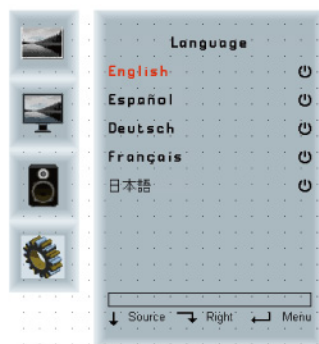 Language
English
Español
Deutsch
Français
日本語
Source Right Menu